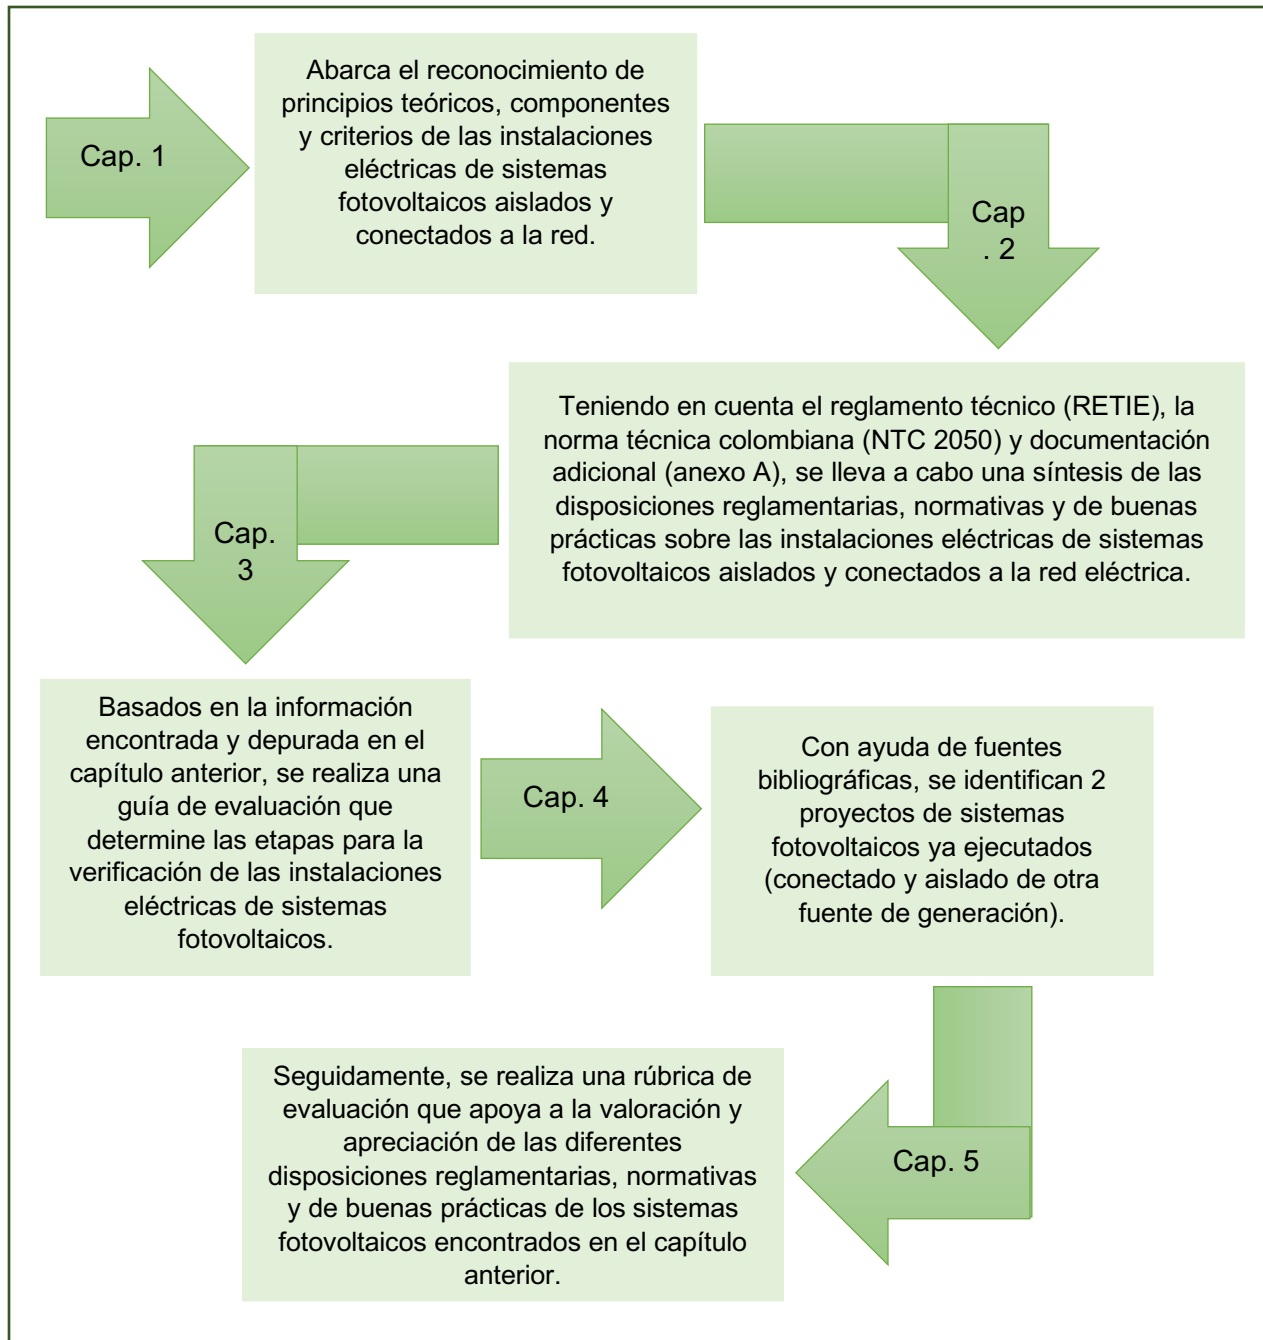 Cap. 1
Abarca el reconocimiento de
principios teóricos, componentes
y criterios de las instalaciones
eléctricas de sistemas
fotovoltaicos aislados y
conectados a la red.
Cap
. 2
Teniendo en cuenta el reglamento técnico (RETIE), la
norma técnica colombiana (NTC 2050) y documentación
adicional (anexo A), se lleva a cabo una síntesis de las
disposiciones reglamentarias, normativas y de buenas
prácticas sobre las instalaciones eléctricas de sistemas
fotovoltaicos aislados y conectados a la red eléctrica.
Cap.
3
Basados en la información
encontrada y depurada en el
capítulo anterior, se realiza una
guía de evaluación que
determine las etapas para la
verificación de las instalaciones
eléctricas de sistemas
fotovoltaicos.
Cap. 4
Con ayuda de fuentes
bibliográficas, se identifican 2
proyectos de sistemas
fotovoltaicos ya ejecutados
(conectado y aislado de otra
fuente de generación).
Cap. 5
Seguidamente, se realiza una rúbrica de
evaluación que apoya a la valoración y
apreciación de las diferentes
disposiciones reglamentarias, normativas
y de buenas prácticas de los sistemas
fotovoltaicos encontrados en el capítulo
anterior.